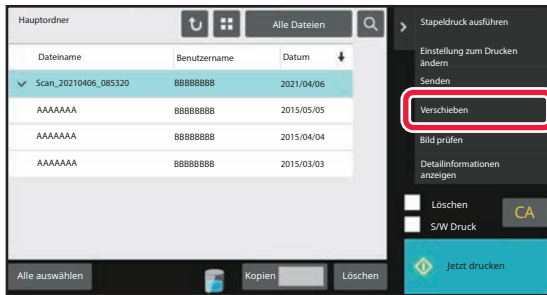 Hauptordner
Alle Dateien
Dateiname Benutzername Datum
Scan_20210406_085320 BBBBBBBB 2021/04/06
AAAAAAA BBBBBBBB 2015/05/05
AAAAAAA BBBBBBBB 2015/04/04
AAAAAAA BBBBBBBB 2015/03/03
Alle auswählen
Kopien
Löschen
Stapeldruck ausführen
Einstellung zum Drucken
ändern
Senden
Verschieben
Bild prüfen
Detailinformationen
anzeigen
Löschen
S/W Druck
CA
Jetzt drucken